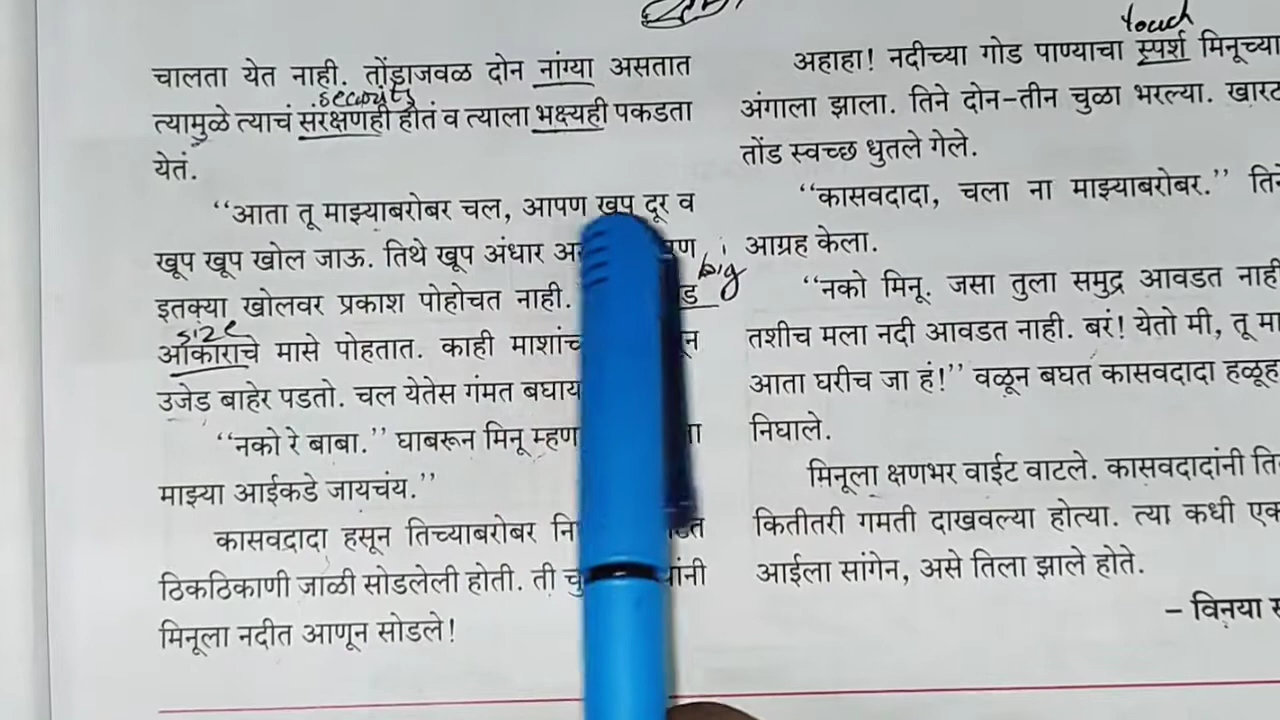 चालता येत नाही. तोंडाजवळ दोन नांग्या असतात
security
त्यामुळे त्याचं संरक्षणही होतं व त्याला भक्ष्यही पकडता
येतं.
‘‘आता तू माझ्याबरोबर चल, आपण खूप दूर व
खूप खूप खोल जाऊ. तिथे खूप अंधार
big
इतक्या खोलवर प्रकाश पोहोचत नाही.
size
आकाराचे मासे पोहतात. काही
उजेड बाहेर पडतो. चल येतेस गंमत
‘‘नको रे बाबा.’’ घाबरून मिनू
माझ्या आईकडे जायचंय.’’
कासवदादा हसून तिच्याबरोबर
ठिकठिकाणी जाळी सोडलेली होती. ती
मिनूला नदीत आणून सोडले!
touch
अहाहा! नदीच्या गोड पाण्याचा स्पर्श मिनूच्या
अंगाला झाला. तिने दोन-तीन चुळा भरल्या.
तोंड स्वच्छ धुतले गेले.
‘‘कासवदादा, चला ना माझ्याबरोबर.’’
आग्रह केला.
‘‘नको मिनू. जसा तुला समुद्र आवडत नाही
तशीच मला नदी आवडत नाही. बरं! येतो मी, तू
आता घरीच जा हं!’’ वळून बघत कासवदादा
निघाले.
मिनूला क्षणभर वाईट वाटले. कासवदादांनी
कितीतरी गमती दाखवल्या होत्या. त्या कधी
आईला सांगेन, असे तिला झाले होते.
– विनया